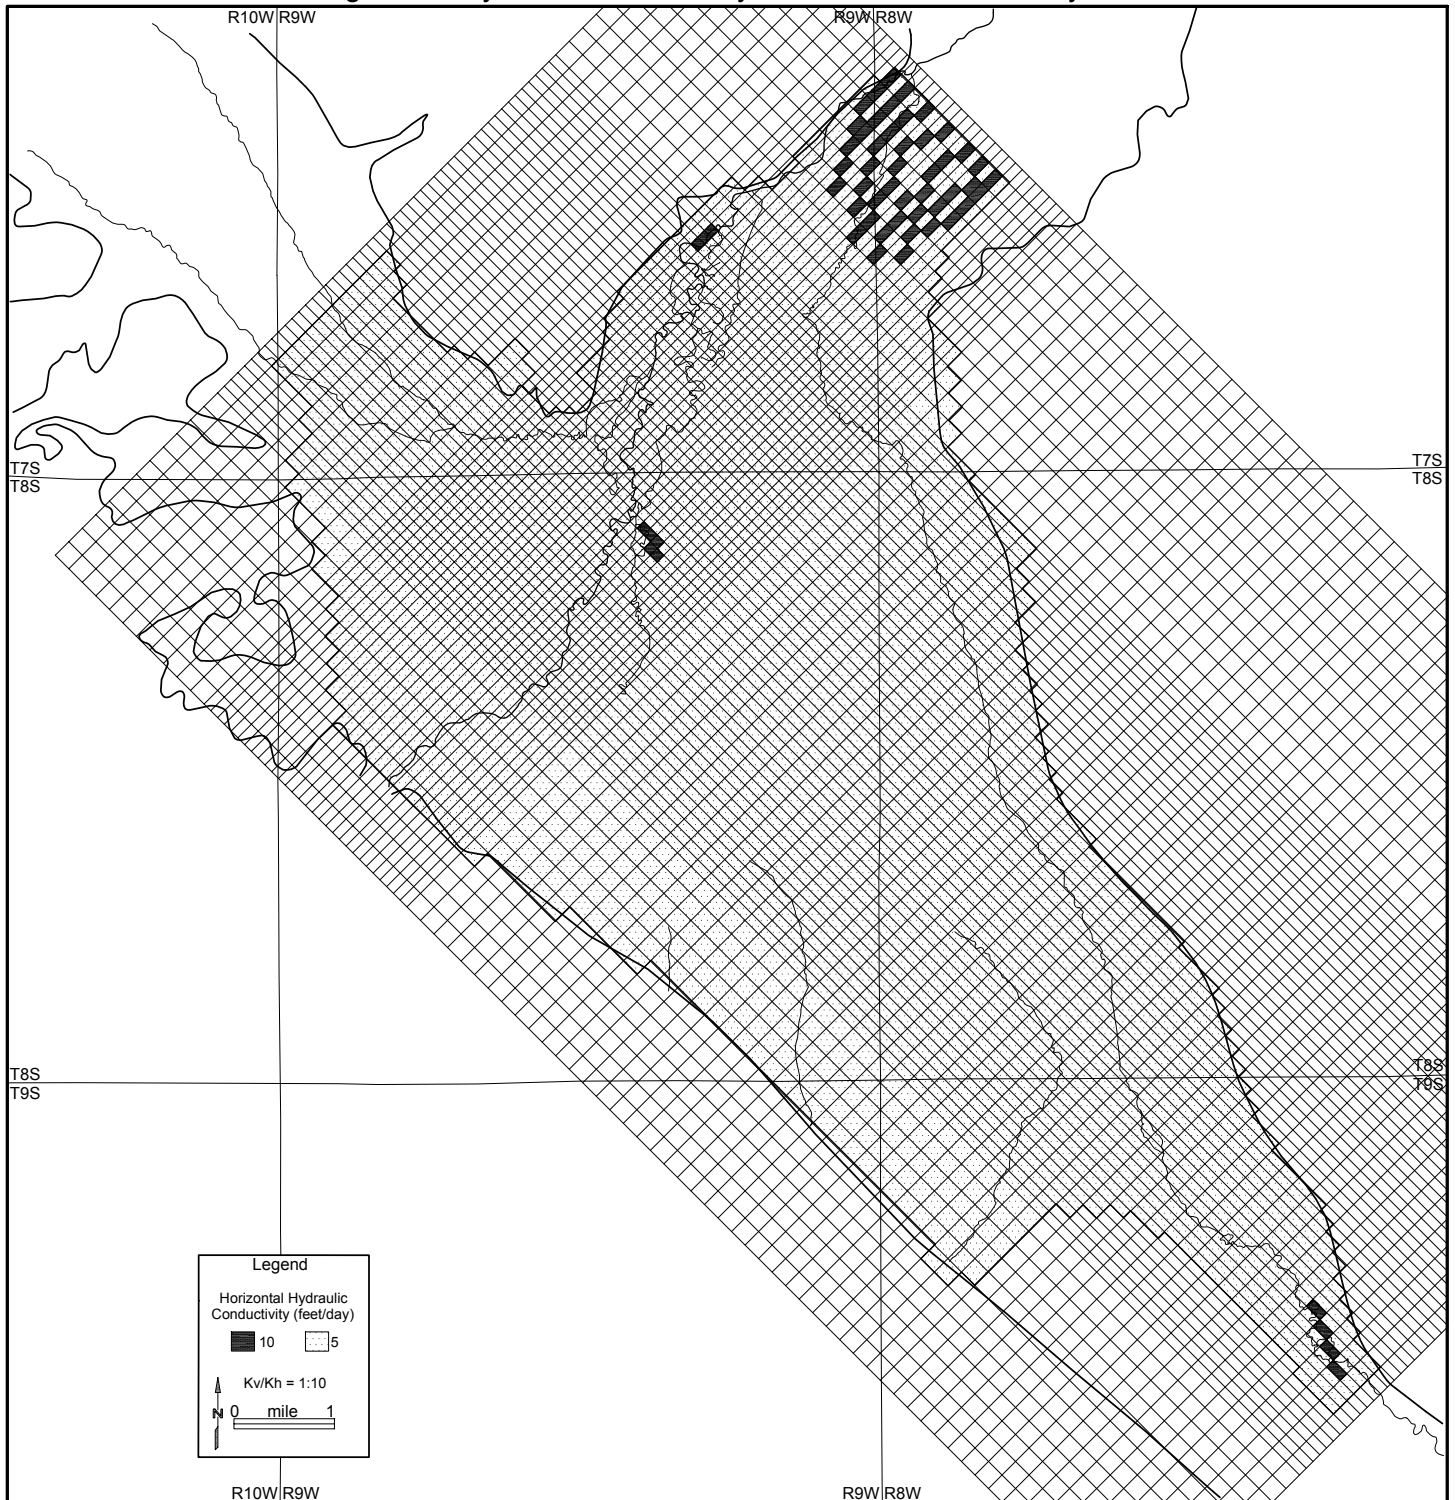 R10W R9W
R9W R8W
T7S
T8S
T7S
T8S
T8S
T9S
T8S
T9S
Legend
Horizontal Hydraulic
Conductivity (feet/day)
10 5
Kv/Kh = 1:10
N 0 mile 1
R10W R9W
R9W R8W